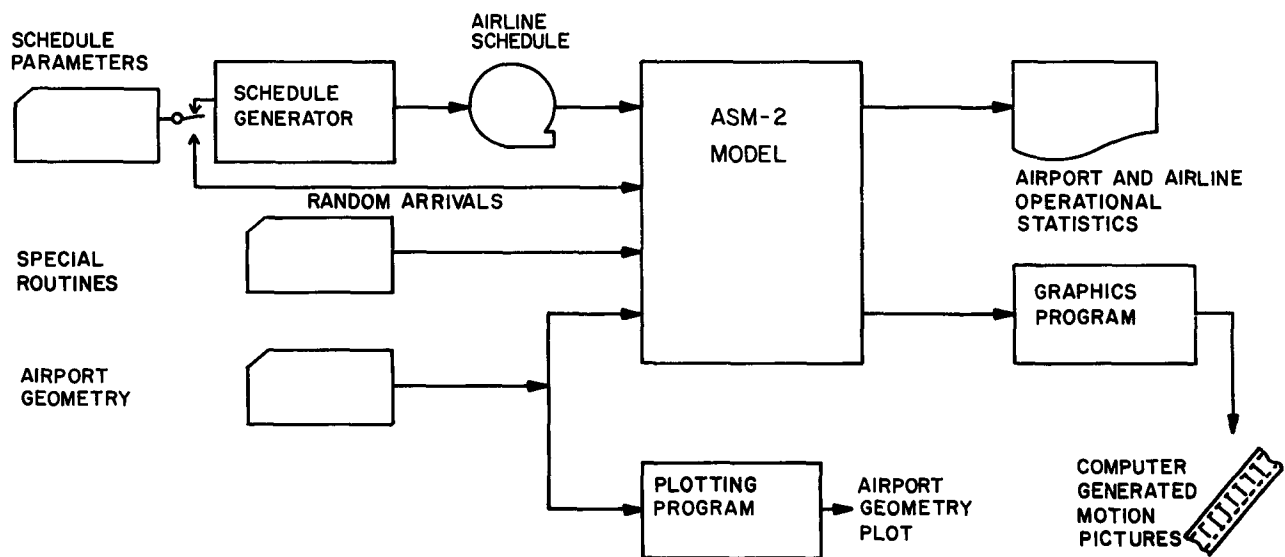 SCHEDULE
PARAMETERS
SCHEDULE
GENERATOR
AIRLINE
SCHEDULE
ASM-2
MODEL
AIRPORT AND AIRLINE
OPERATIONAL
STATISTICS
RANDOM ARRIVALS
SPECIAL
ROUTINES
GRAPHICS
PROGRAM
AIRPORT
GEOMETRY
PLOTTING
PROGRAM
AIRPORT
GEOMETRY
PLOT
COMPUTER
GENERATED
MOTION
PICTURES